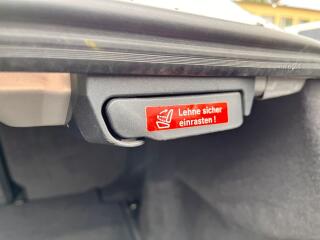 Lehne sicher
einrasten !